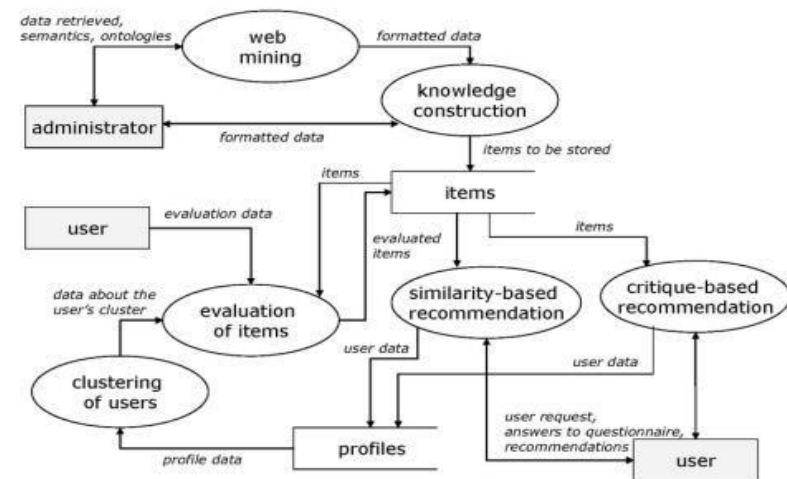 data retrieved,
semantics, ontologies
web
mining
formatted data
knowledge
construction
administrator
formatted data
items to be stored
items
items
user
evaluation data
evaluated
items
items
data about the
user's cluster
evaluation
of items
similarity-based
recommendation
critique-based
recommendation
user data
user data
clustering
of users
profile data
profiles
user request,
answers to questionnaire,
recommendations
user